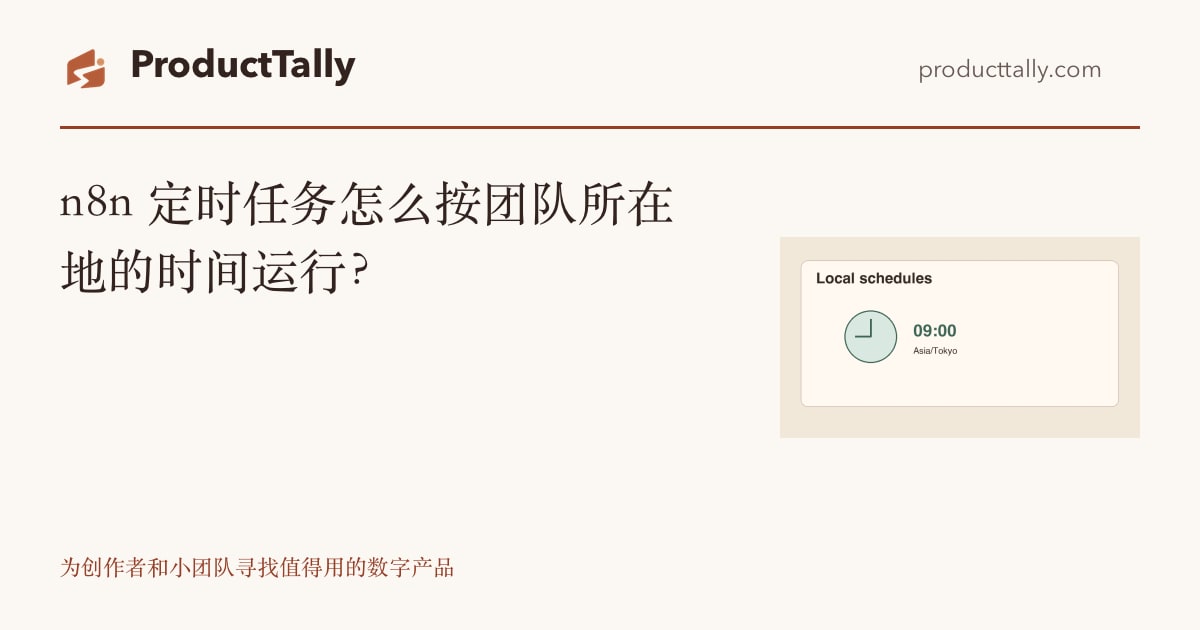 ProductTally
producttally.com
n8n 定时任务怎么按团队所在
地的时间运行？
Local schedules
09:00
Asia/Tokyo
为创作者和小团队寻找值得用的数字产品